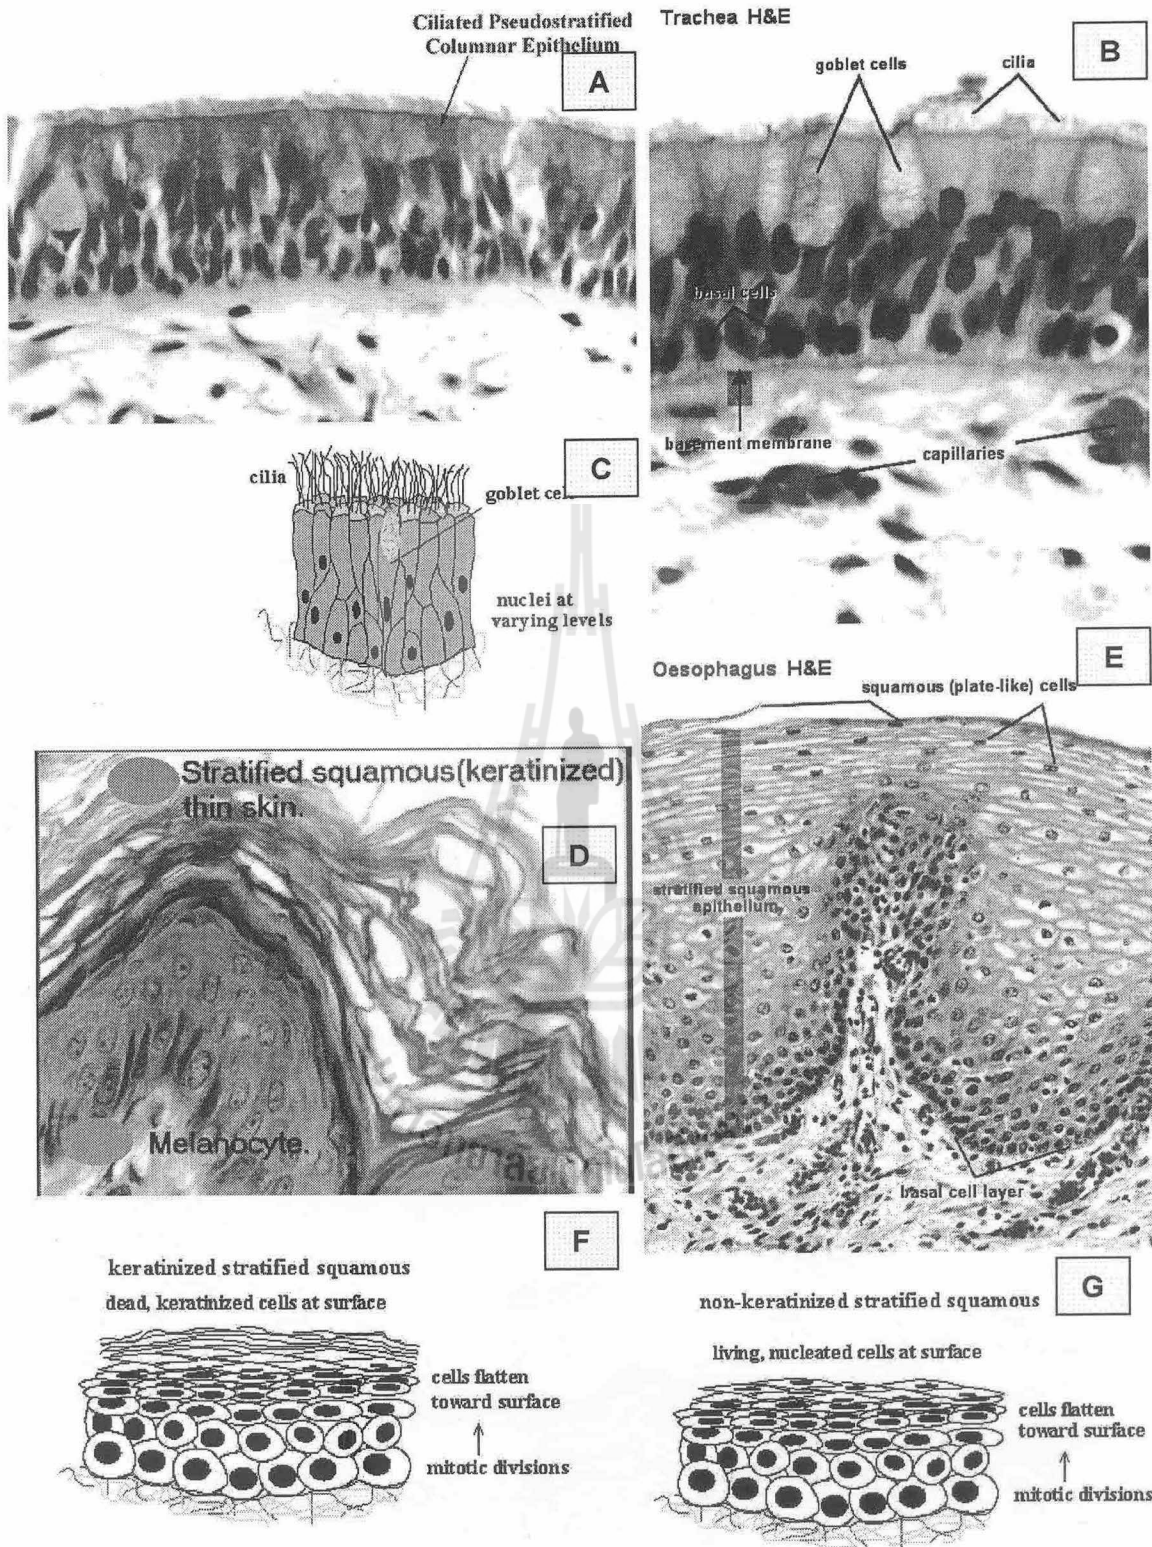 Ciliated Pseudostratified
Columnar Epithelium
A
Trachea H&E
B
goblet cells
cilia
basal cells
basement membrane
capillaries
C
cilia
goblet cell
nuclei at
varying levels
E
Oesophagus H&E
squamous (plate-like) cells
stratified squamous
epithelium
basal cell layer
Stratified squamous(keratinized)
thin skin.
D
Melanocyte.
F
keratinized stratified squamous
dead, keratinized cells at surface
cells flatten
toward surface
mitotic divisions
G
non-keratinized stratified squamous
living, nucleated cells at surface
cells flatten
toward surface
mitotic divisions